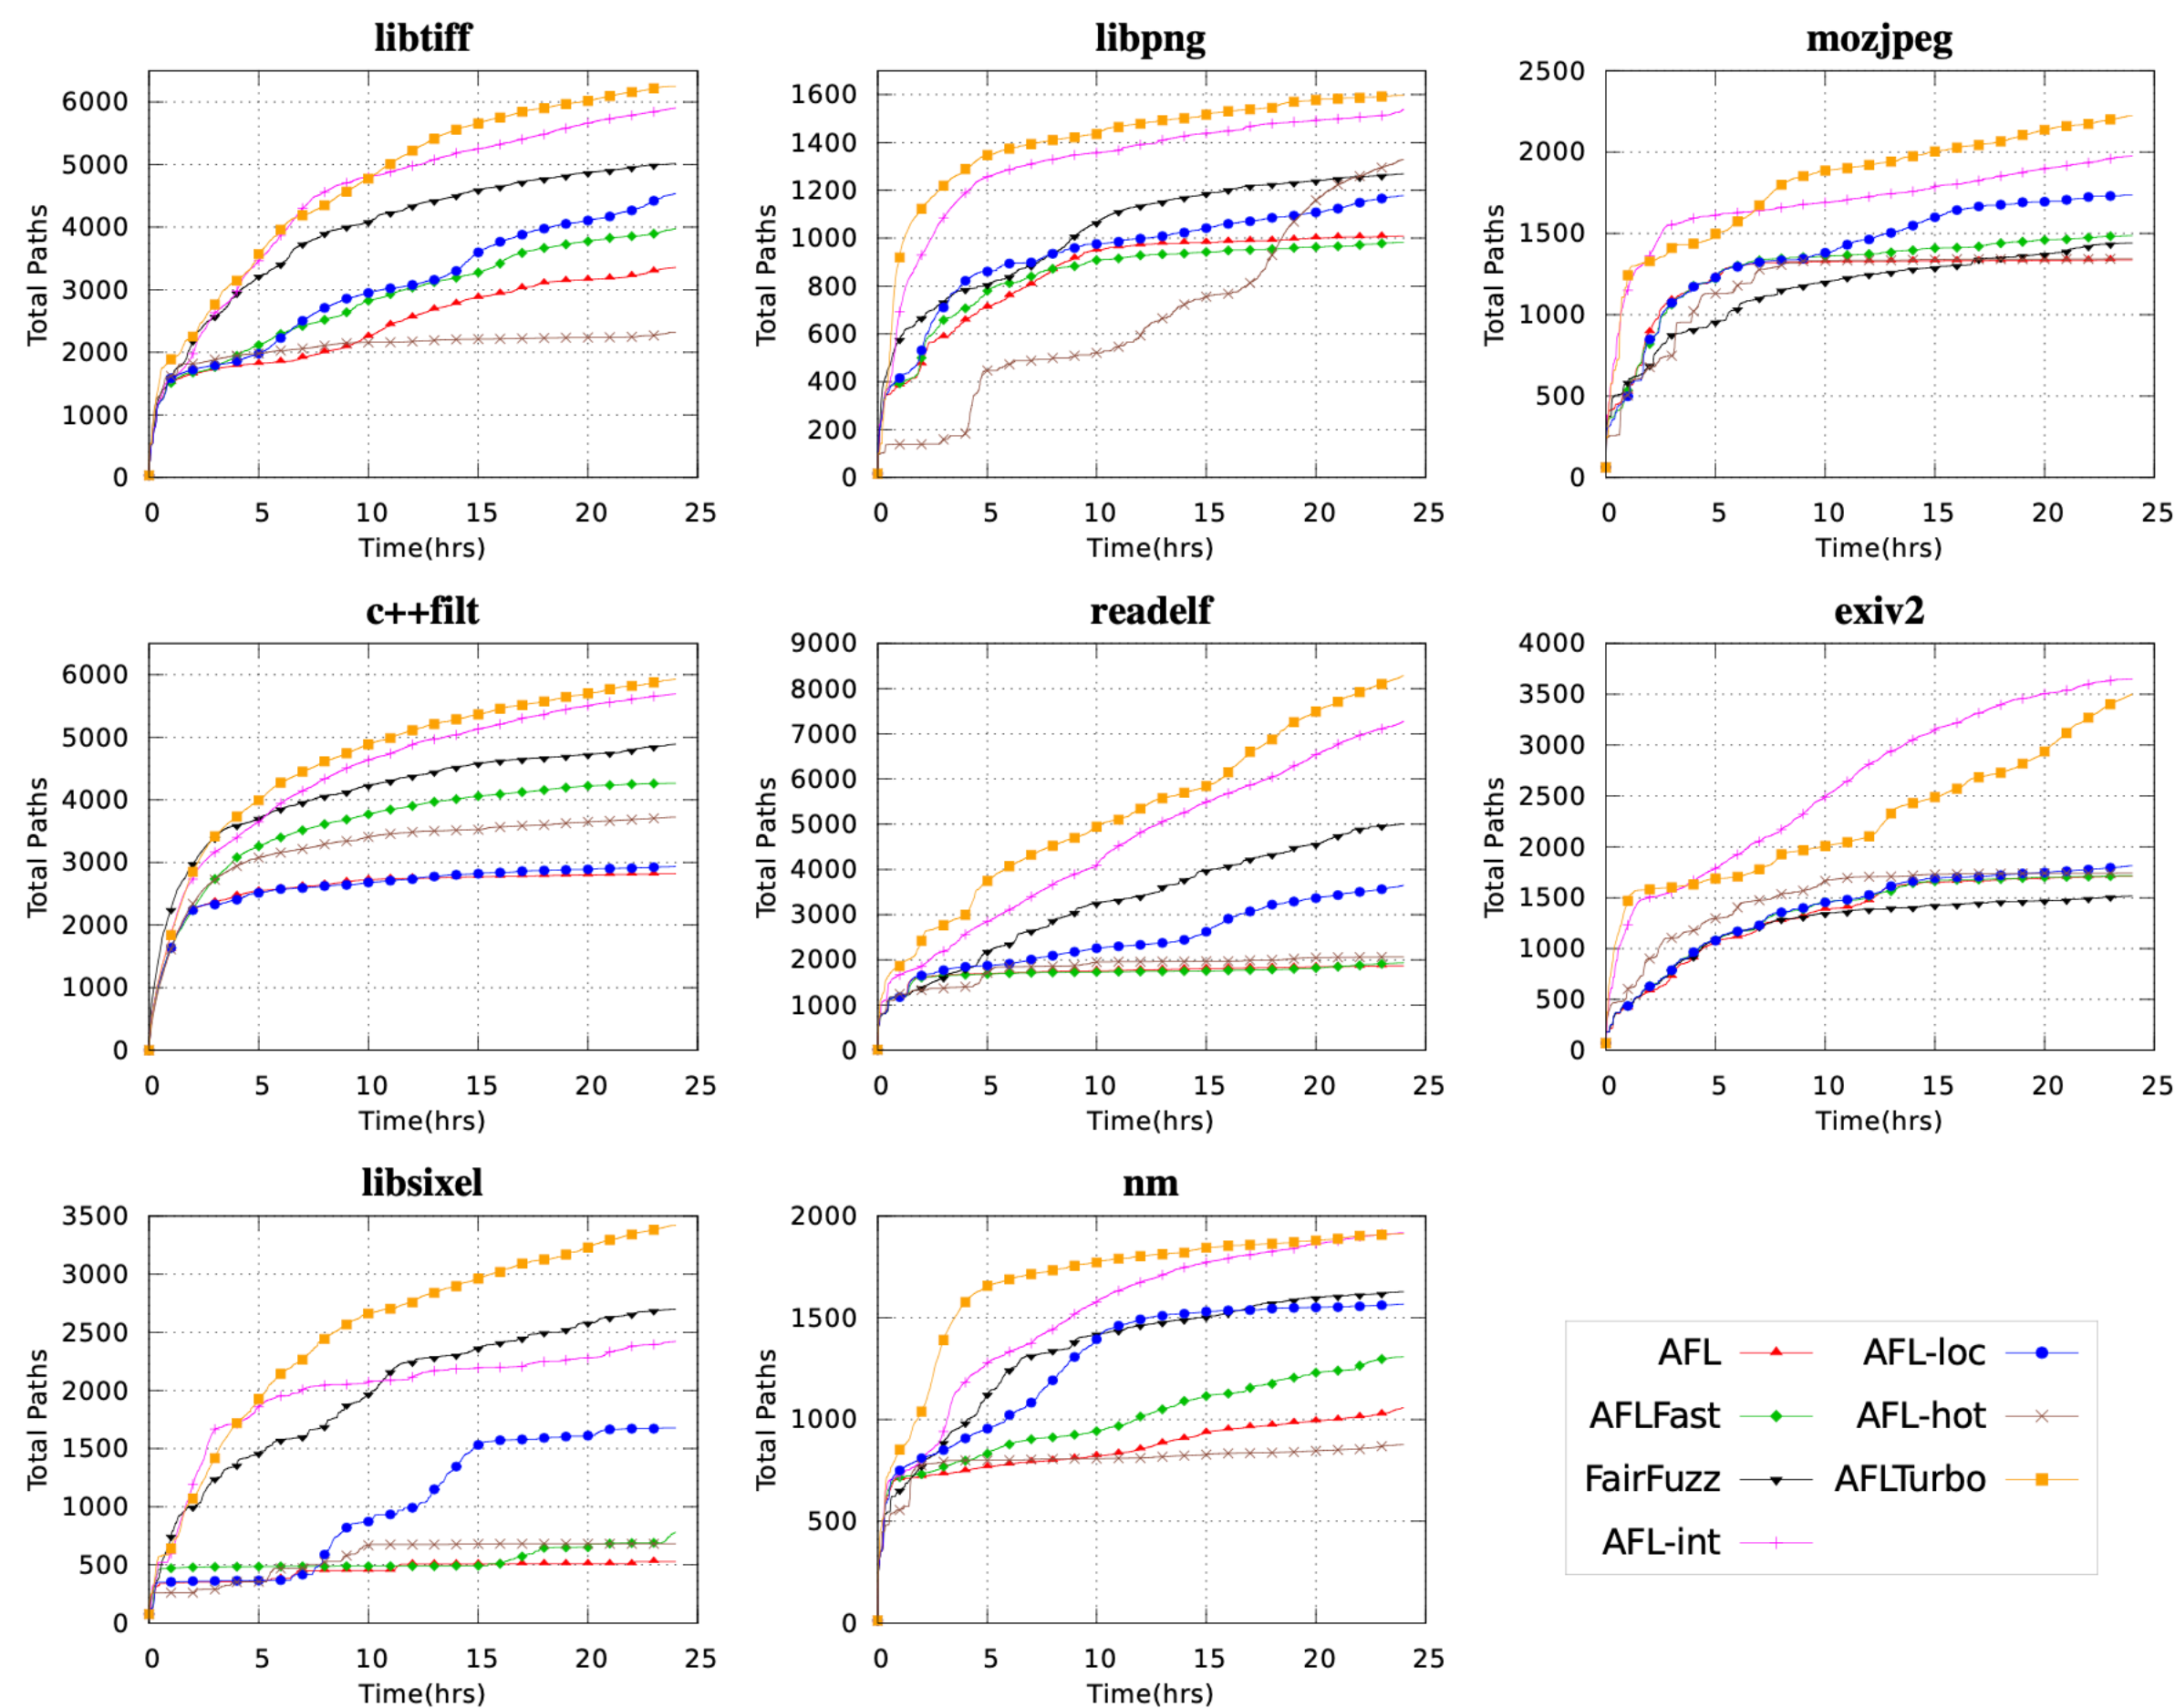 libtiff
Total Paths
6000
5000
4000
3000
2000
1000
0
0 5 10 15 20 25
Time(hrs)
libpng
Total Paths
1600
1400
1200
1000
800
600
400
200
0
0 5 10 15 20 25
Time(hrs)
mozjpeg
Total Paths
2500
2000
1500
1000
500
0
0 5 10 15 20 25
Time(hrs)
c++filt
Total Paths
6000
5000
4000
3000
2000
1000
0
0 5 10 15 20 25
Time(hrs)
readelf
Total Paths
9000
8000
7000
6000
5000
4000
3000
2000
1000
0
0 5 10 15 20 25
Time(hrs)
exiv2
Total Paths
4000
3500
3000
2500
2000
1500
1000
500
0
0 5 10 15 20 25
Time(hrs)
libsixel
Total Paths
3500
3000
2500
2000
1500
1000
500
0
0 5 10 15 20 25
Time(hrs)
nm
Total Paths
2000
1500
1000
500
0
0 5 10 15 20 25
Time(hrs)
AFL AFL-loc
AFLFast AFL-hot
FairFuzz AFLTurbo
AFL-int